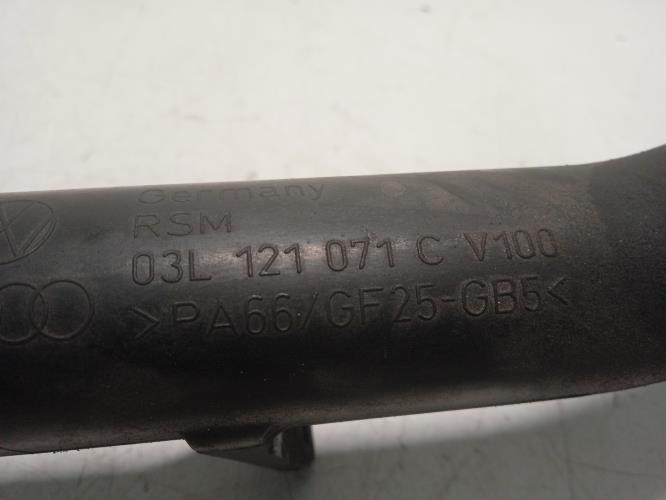 Germany
RSM
03L 121 071 C V100
>PA66/GF25-GB5<